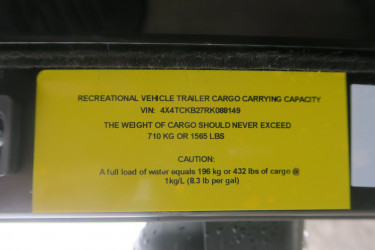 RECREATIONAL VEHICLE TRAILER CARGO CARRYING CAPACITY
VIN: 4X4TCKB27RK088149
THE WEIGHT OF CARGO SHOULD NEVER EXCEED
710 KG OR 1565 LBS
CAUTION:
A full load of water equals 196 kg or 432 lbs of cargo @
1kg/L (8.3 lb per gal)